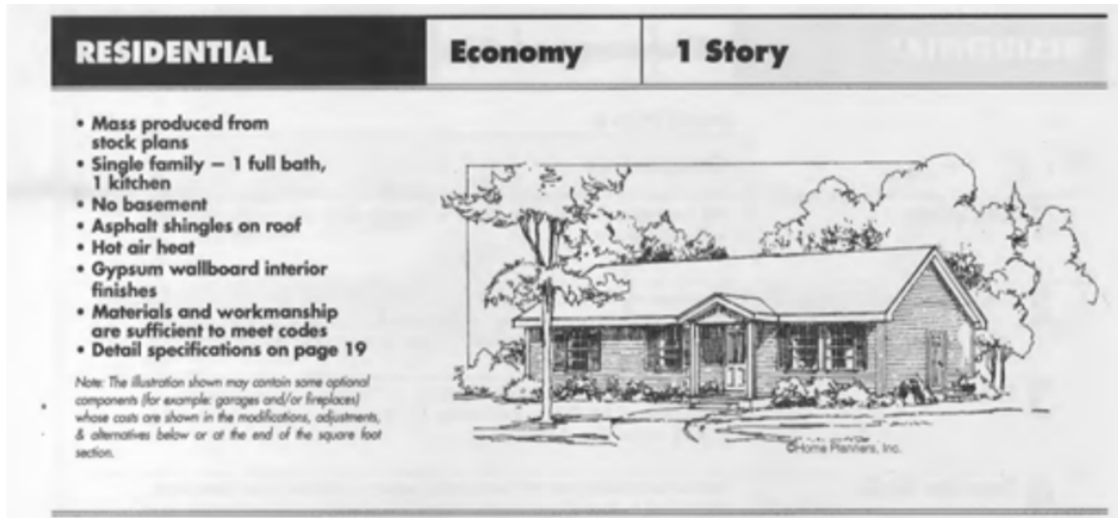 RESIDENTIAL
Economy
1 Story
• Mass produced from
stock plans
• Single family — 1 full bath,
1 kitchen
• No basement
• Asphalt shingles on roof
• Hot air heat
• Gypsum wallboard interior
finishes
• Materials and workmanship
are sufficient to meet codes
• Detail specifications on page 19
Note: The illustration shown may contain some optional
components (for example: garages and/or fireplaces)
whose costs are shown in the modifications, adjustments,
& alternatives below or at the end of the square foot
section.
©Home Planners, Inc.